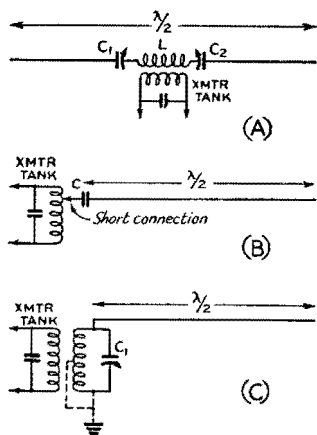 λ/2
C1 L C2
XMTR
TANK
(A)
XMTR
TANK
C λ/2
Short connection
(B)
λ/2
XMTR
TANK
C1
(C)